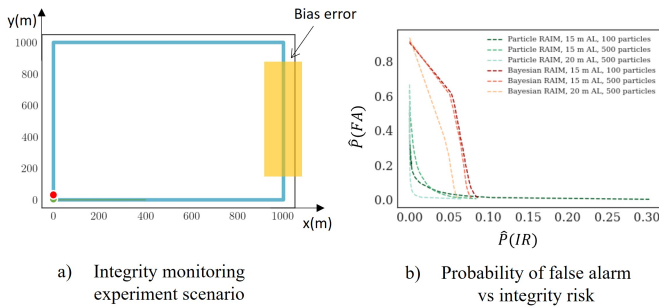 y(m)
Bias error
1000
800
600
400
200
0
0
200
400
600
800
1000
x(m)
a) Integrity monitoring
experiment scenario
Particle RAIM, 15 m AL, 100 particles
Particle RAIM, 15 m AL, 500 particles
Particle RAIM, 20 m AL, 500 particles
Bayesian RAIM, 15 m AL, 100 particles
Bayesian RAIM, 15 m AL, 500 particles
Bayesian RAIM, 20 m AL, 500 particles
P̂(FA)
0.8
0.6
0.4
0.2
0.0
0.00
0.05
0.10
0.15
0.20
0.25
0.30
P̂(IR)
b) Probability of false alarm
vs integrity risk